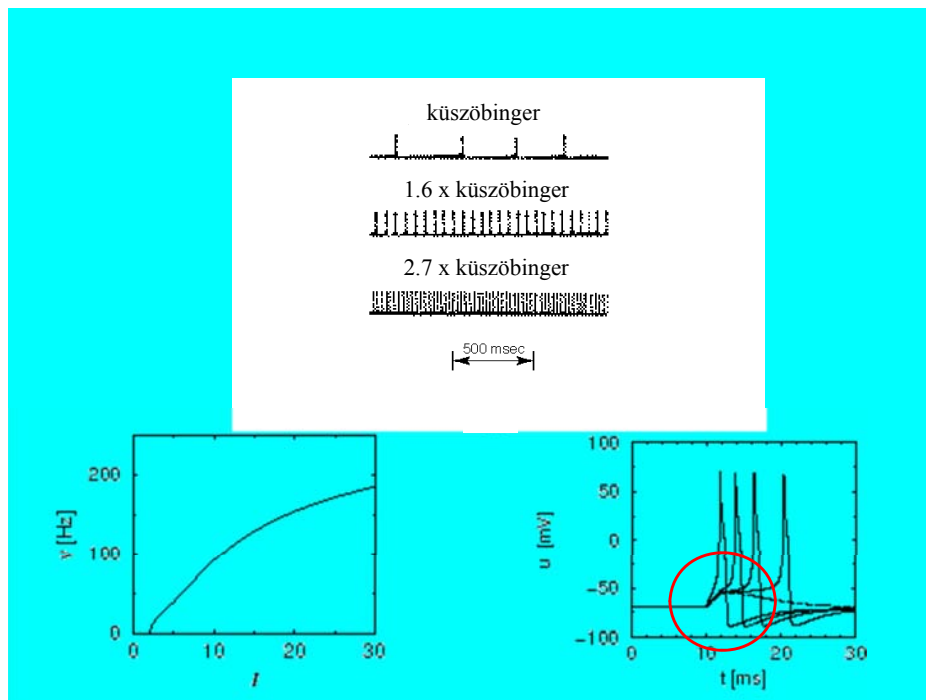 küszöbinger
1.6 x küszöbinger
2.7 x küszöbinger
500 msec
200
100
0
ν [Hz]
0 10 20 30
I
100
50
0
−50
−100
u [mV]
0 10 20 30
t [ms]